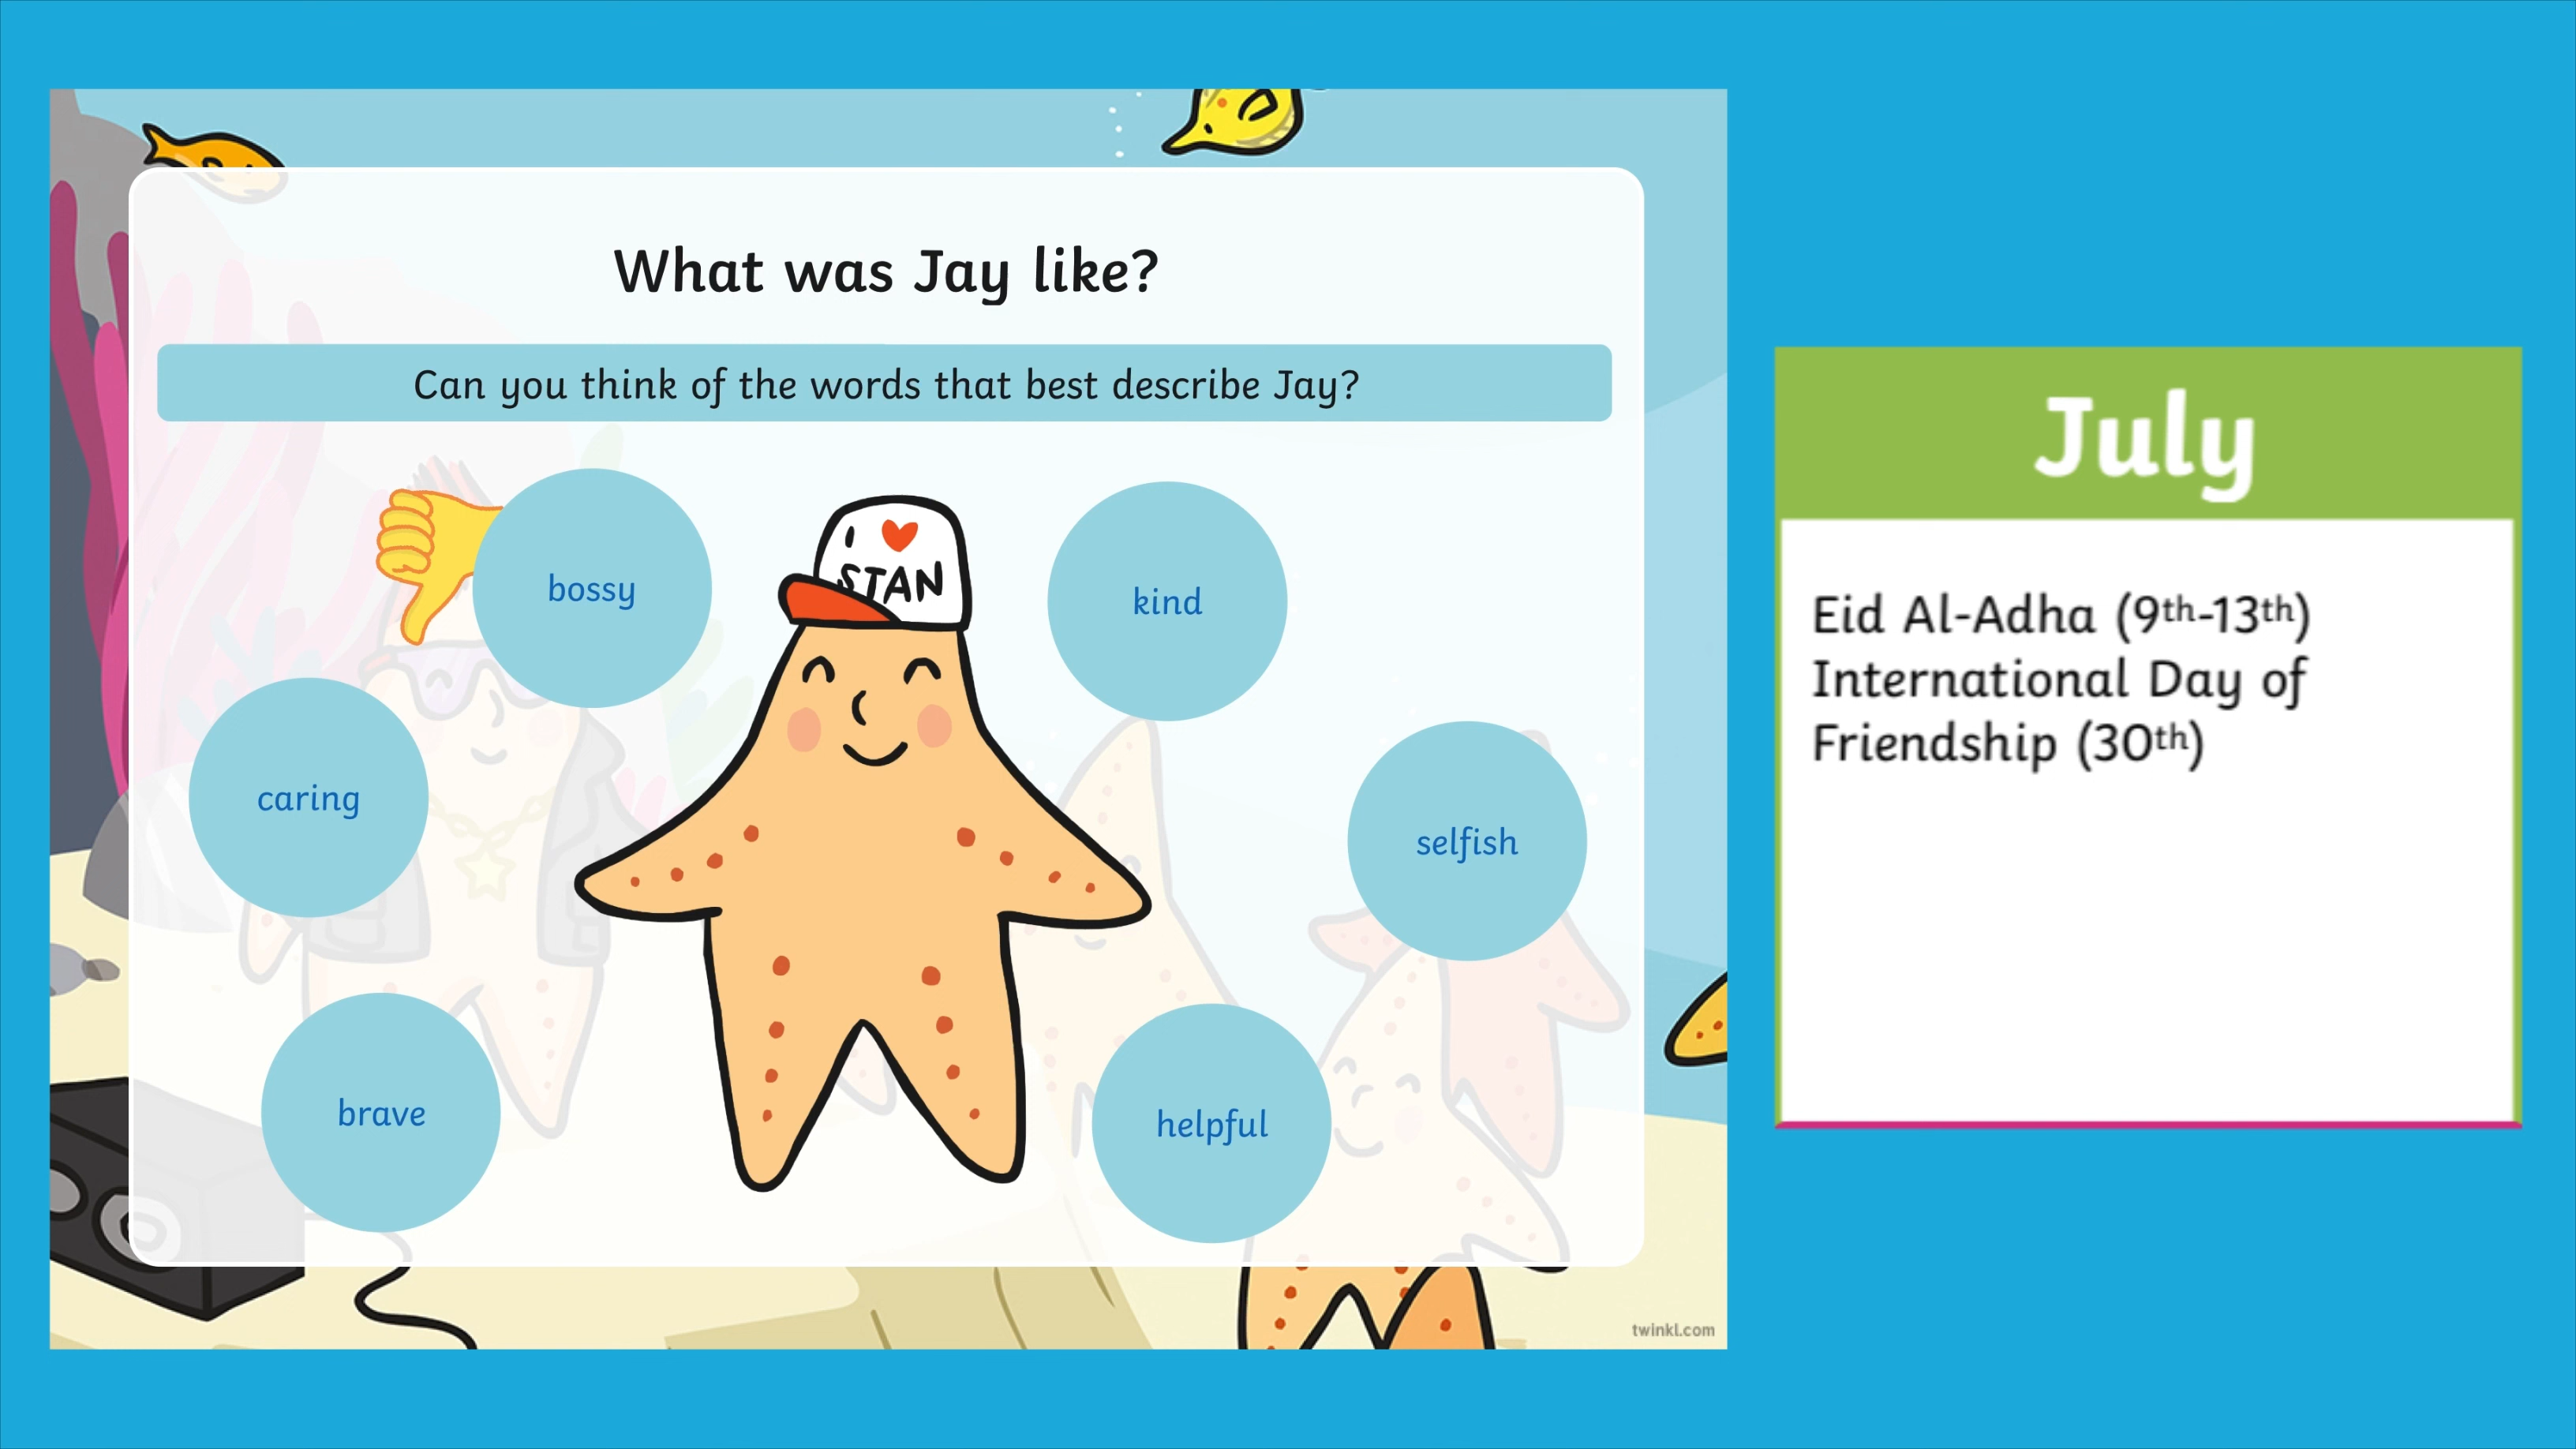 What was Jay like?
Can you think of the words that best describe Jay?
I ❤ STAN
bossy
kind
caring
selfish
brave
helpful
twinkl.com
July
Eid Al-Adha (9th-13th)
International Day of
Friendship (30th)